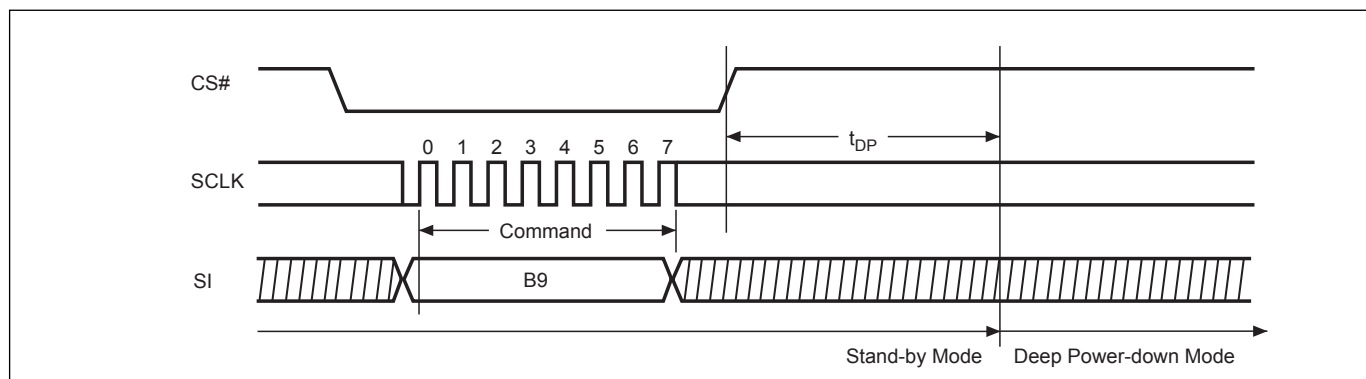 CS#
tDP
0 1 2 3 4 5 6 7
SCLK
Command
SI
B9
Stand-by Mode
Deep Power-down Mode